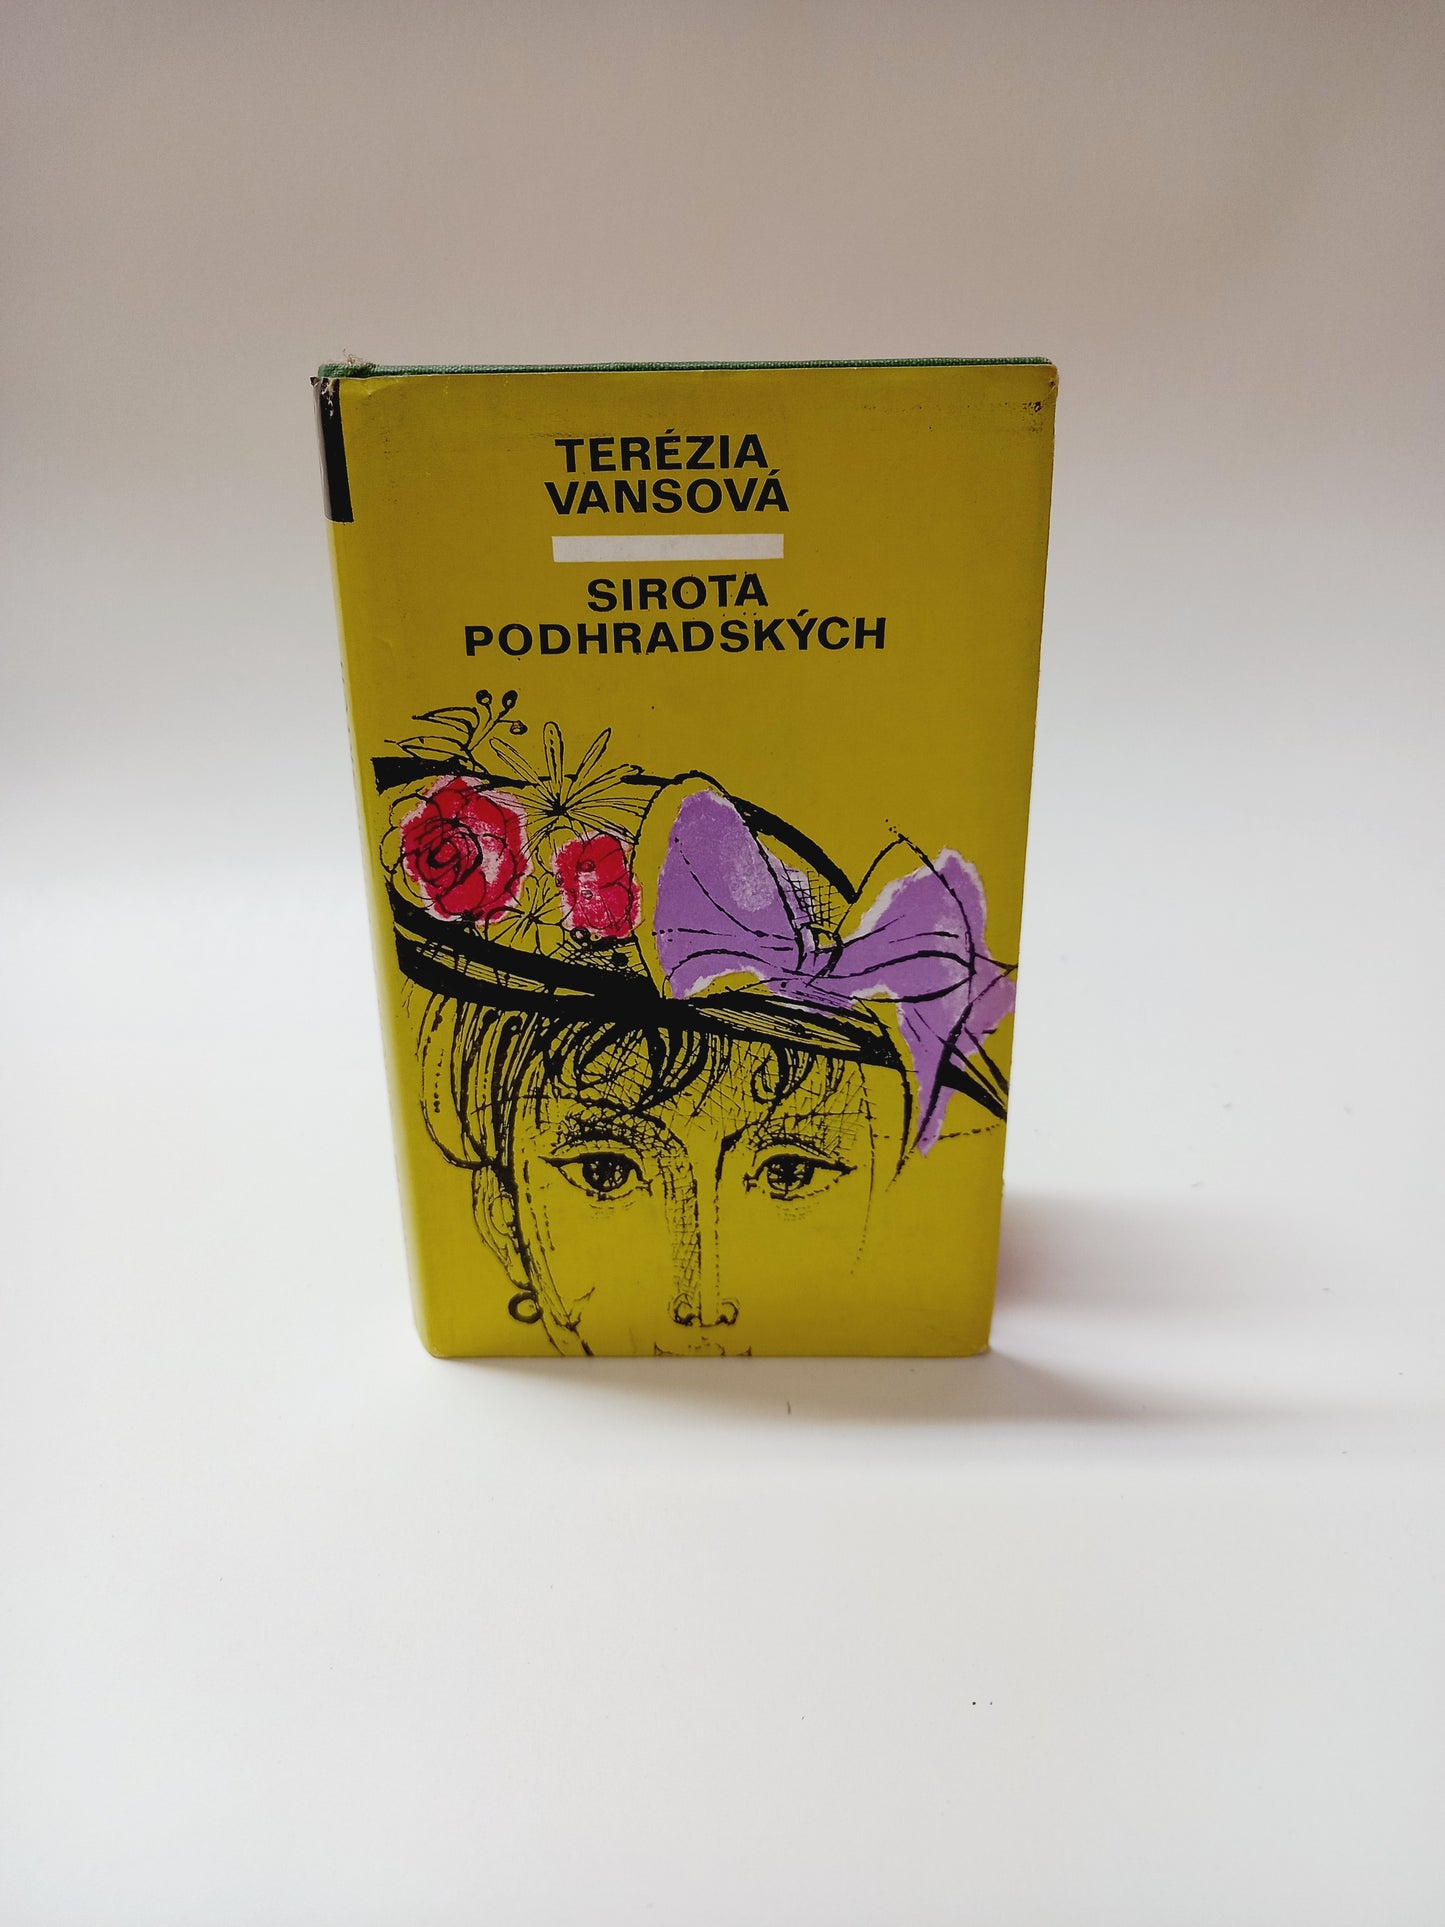 TERÉZIA
VANSOVÁ
SIROTA
PODHRADSKÝCH